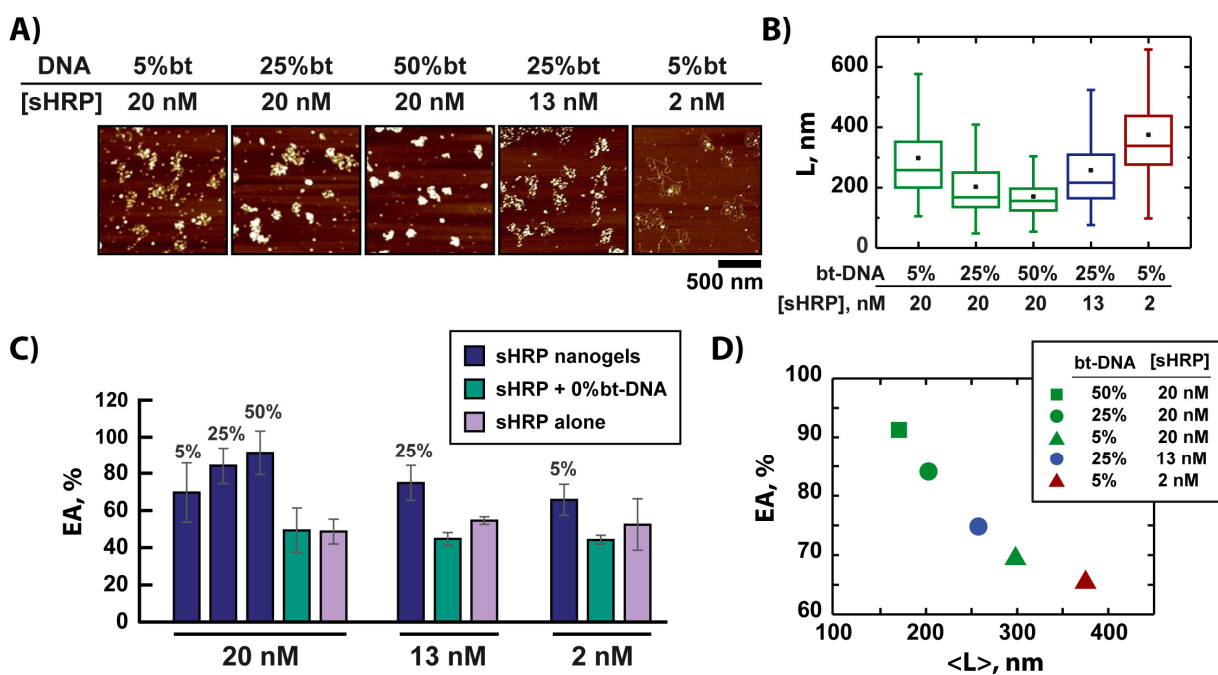 A)
DNA 5%bt 25%bt 50%bt 25%bt 5%bt
[sHRP] 20 nM 20 nM 20 nM 13 nM 2 nM
500 nm
B)
L, nm
600
400
200
0
bt-DNA 5% 25% 50% 25% 5%
[sHRP], nM 20 20 20 13 2
C)
sHRP nanogels
sHRP + 0%bt-DNA
sHRP alone
EA, %
120
100
80
60
40
20
0
5% 25% 50% 25% 5%
20 nM 13 nM 2 nM
D)
bt-DNA [sHRP]
50% 20 nM
25% 20 nM
5% 20 nM
25% 13 nM
5% 2 nM
EA, %
100
90
80
70
60
100 200 300 400
<L>, nm